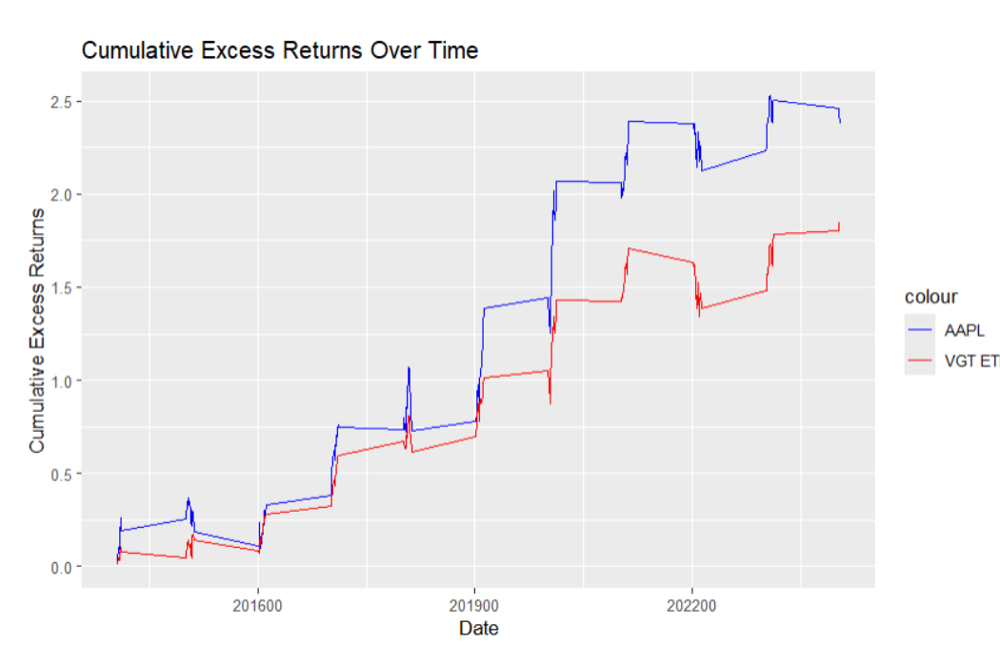 Cumulative Excess Returns Over Time
Cumulative Excess Returns
2.5
2.0
1.5
1.0
0.5
0.0
201600
201900
202200
Date
colour
AAPL
VGT ET